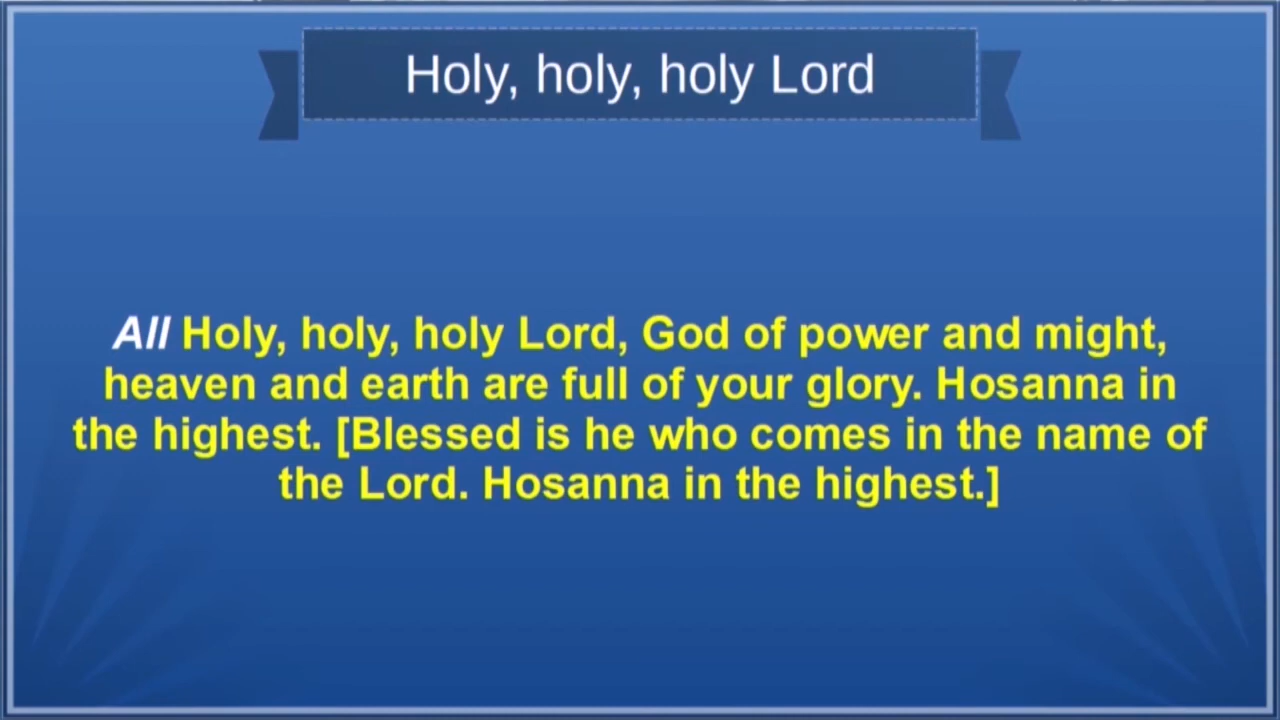 Holy, holy, holy Lord
All Holy, holy, holy Lord, God of power and might,
heaven and earth are full of your glory. Hosanna in
the highest. [Blessed is he who comes in the name of
the Lord. Hosanna in the highest.]